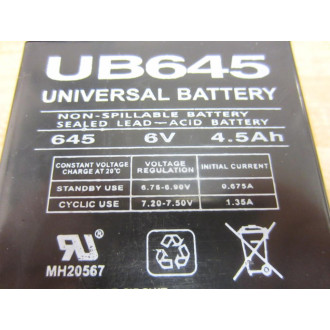 UB645
UNIVERSAL BATTERY
NON-SPILLABLE BATTERY
SEALED LEAD-ACID BATTERY
645 6V 4.5Ah
CONSTANT VOLTAGE CHARGE AT 20°C VOLTAGE REGULATION INITIAL CURRENT
STANDBY USE 6.75-6.90V 0.675A
CYCLIC USE 7.20-7.50V 1.35A
RU
MH20567
Pb